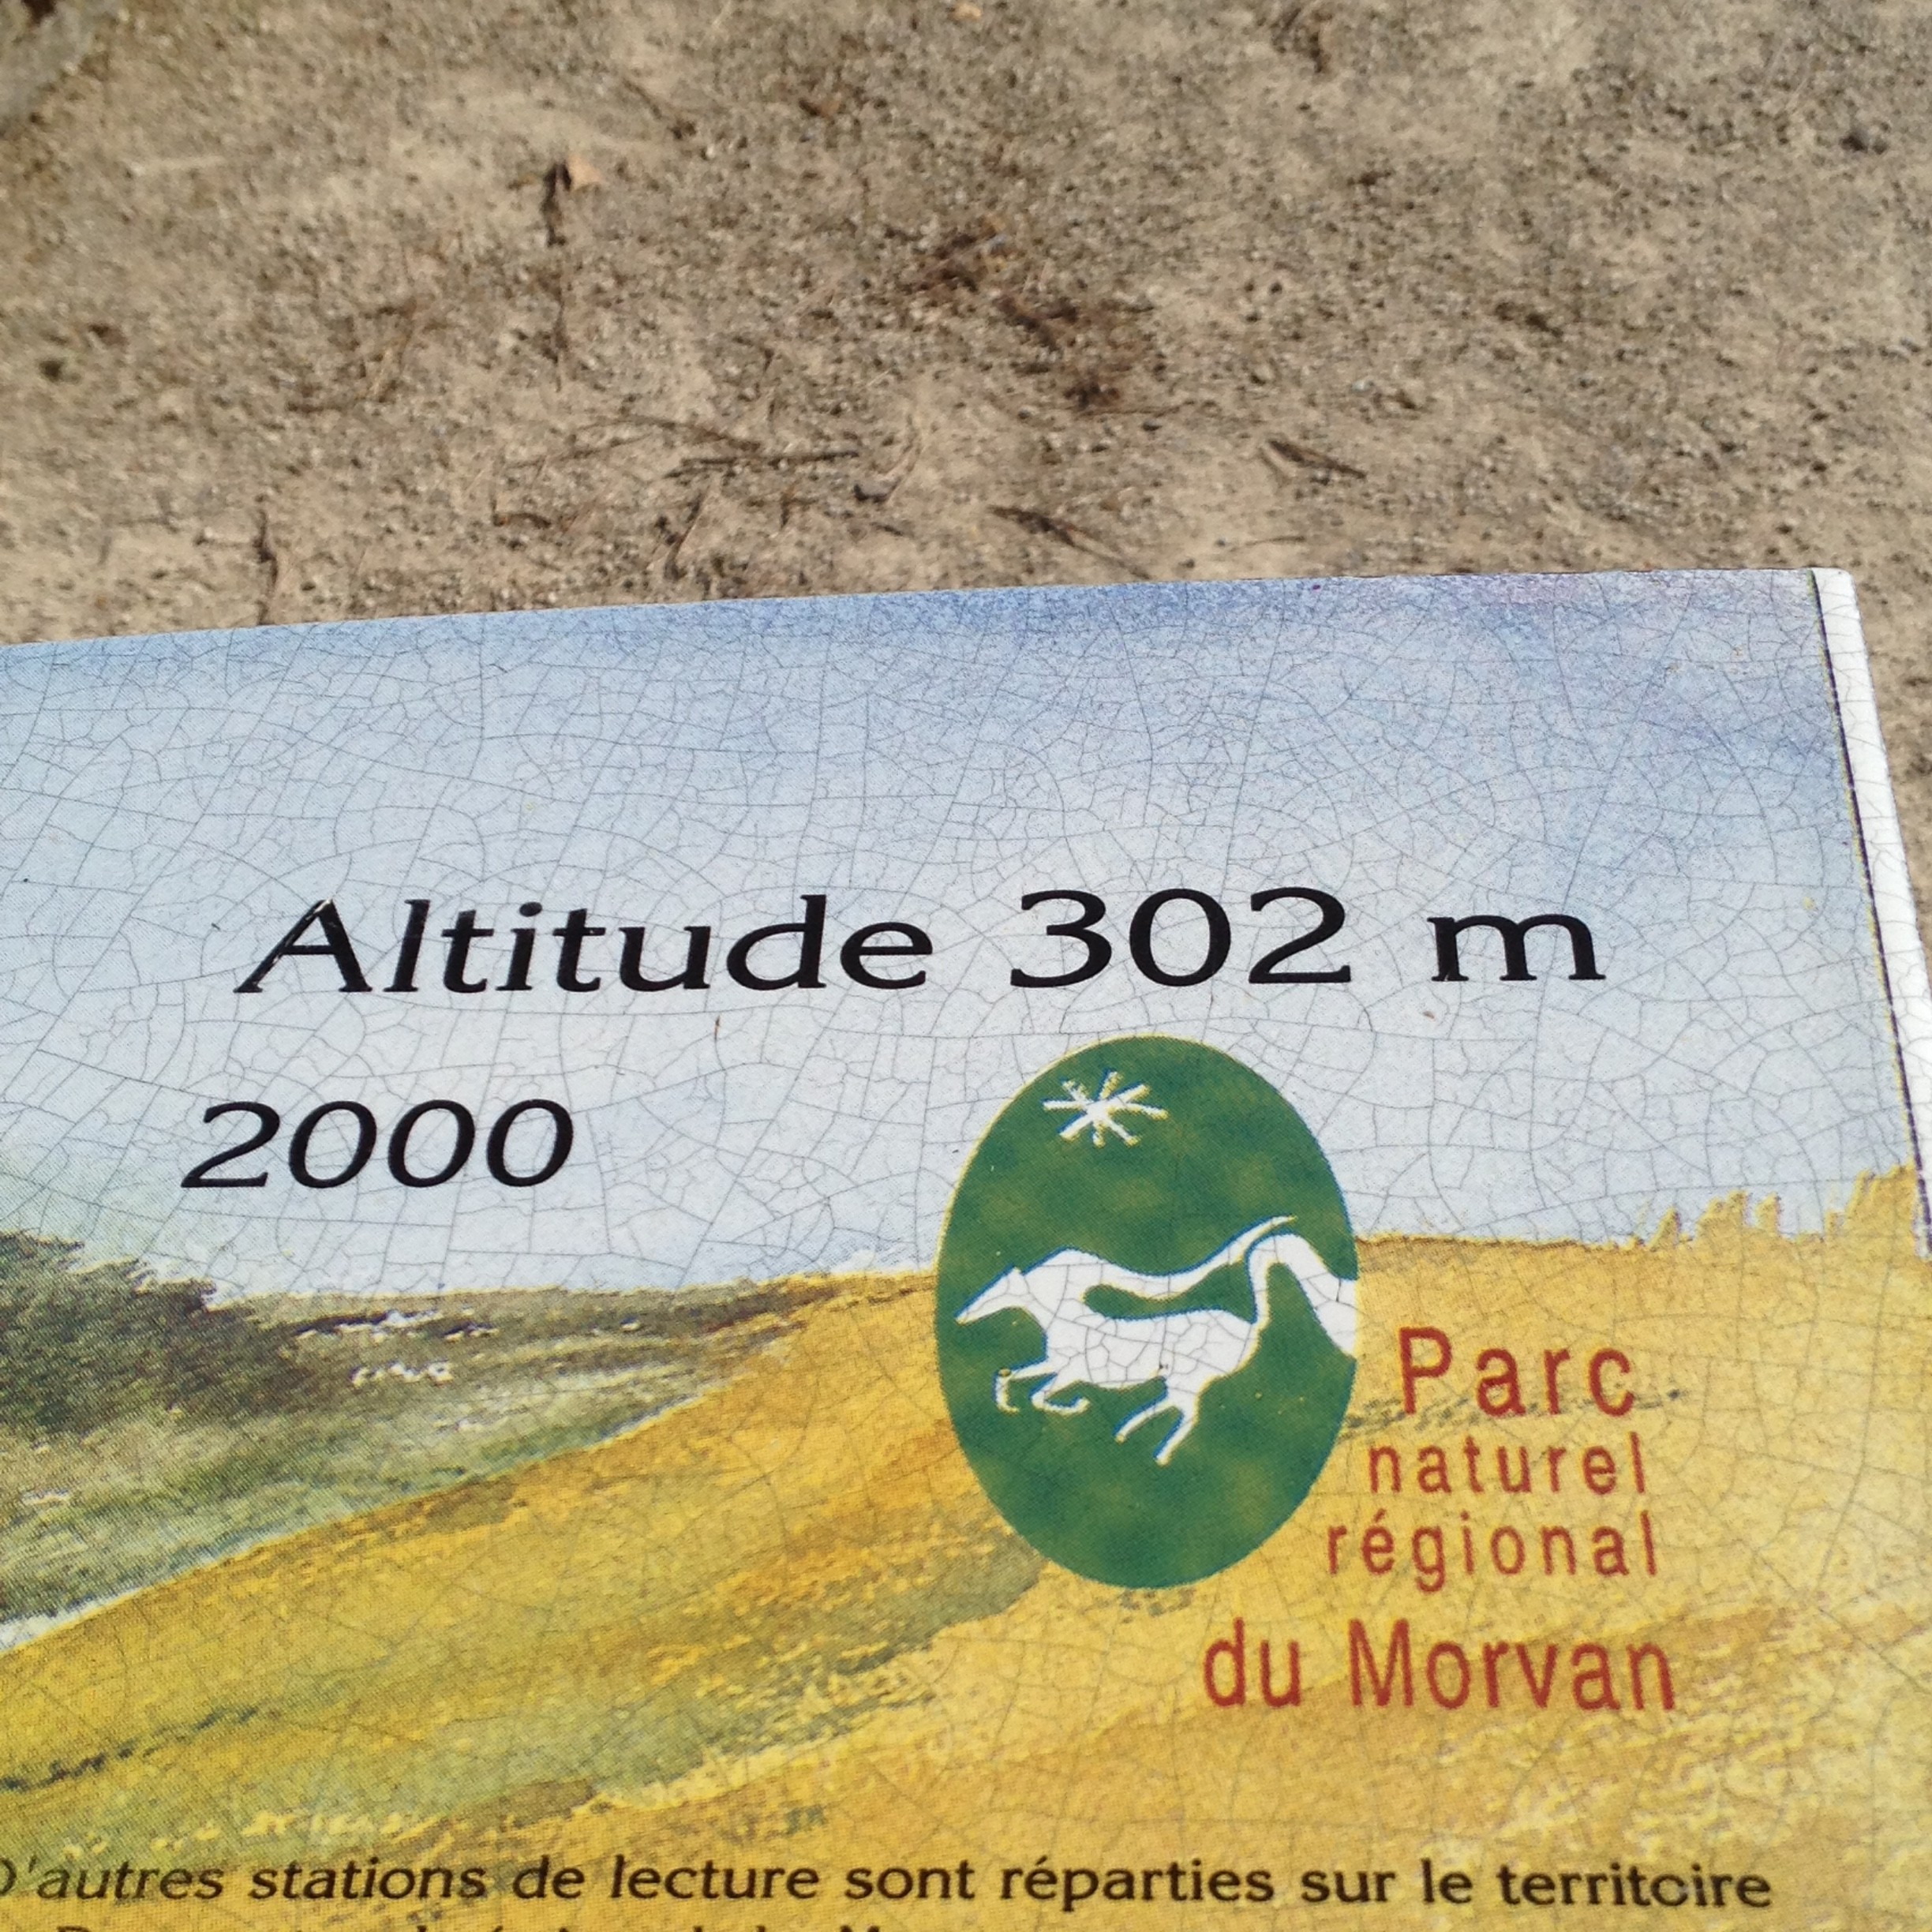 Altitude 302 m
2000
Parc
naturel
régional
du Morvan
D'autres stations de lecture sont réparties sur le territoire